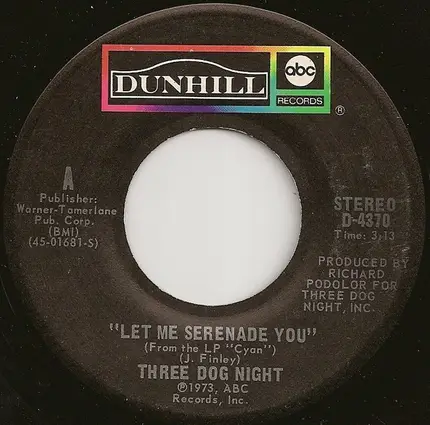 DUNHILL
abc
RECORDS
®
A
Publisher:
Warner-Tamerlane
Pub. Corp.
(BMI)
(45-01681-S)
STEREO
D-4370
Time: 3:13
PRODUCED BY
RICHARD
PODOLOR FOR
THREE DOG
NIGHT, INC.
"LET ME SERENADE YOU"
(From the LP "Cyan")
(J. Finley)
THREE DOG NIGHT
℗1973, ABC
Records, Inc.